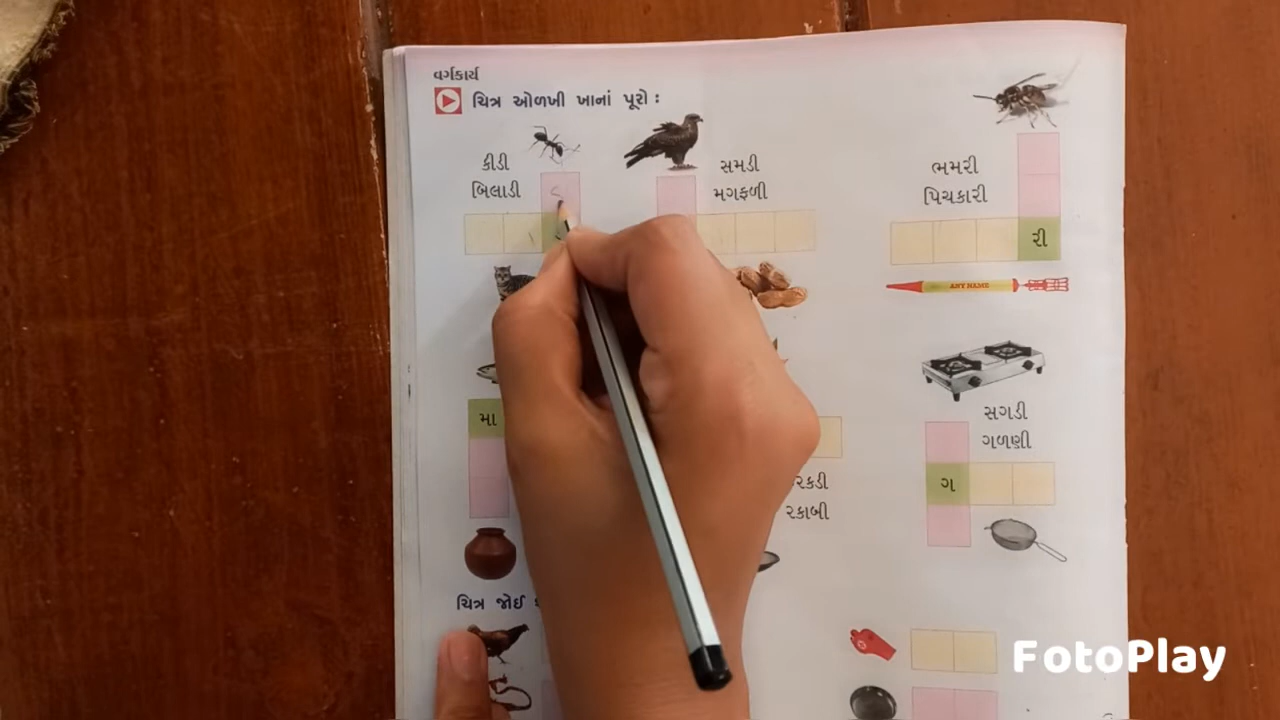 વર્ગકાર્ય
ચિત્ર ઓળખી ખાનાં પૂરો :
કીડી
બિલાડી
સમડી
મગફળી
ભમરી
પિચકારી
રી
ANY NAME
સગડી
ગળણી
મા
ગ
રકડી
રકાબી
ચિત્ર જોઈ
FotoPlay